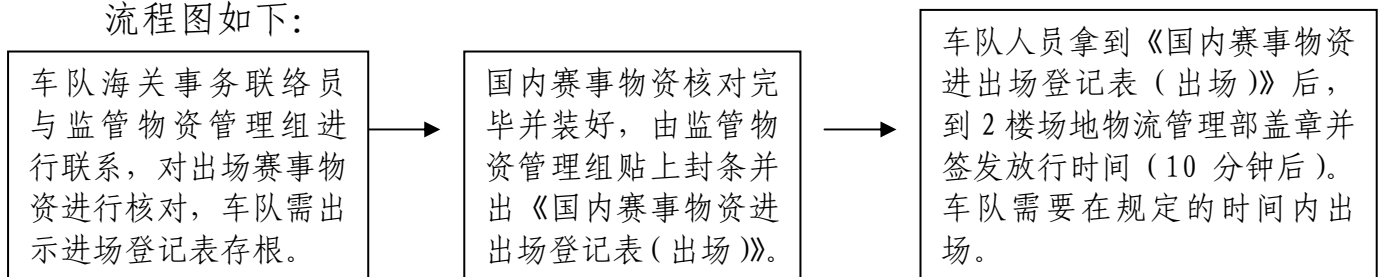 流程图如下：
车队海关事务联络员
与监管物资管理组进
行联系，对出场赛事物
资进行核对，车队需出
示进场登记表存根。
国内赛事物资核对完
毕并装好，由监管物
资管理组贴上封条并
出《国内赛事物资进
出场登记表(出场)》。
车队人员拿到《国内赛事物资
进出场登记表（出场）》后，
到2楼场地物流管理部盖章并
签发放行时间（10 分钟后）。
车队需要在规定的时间内出
场。